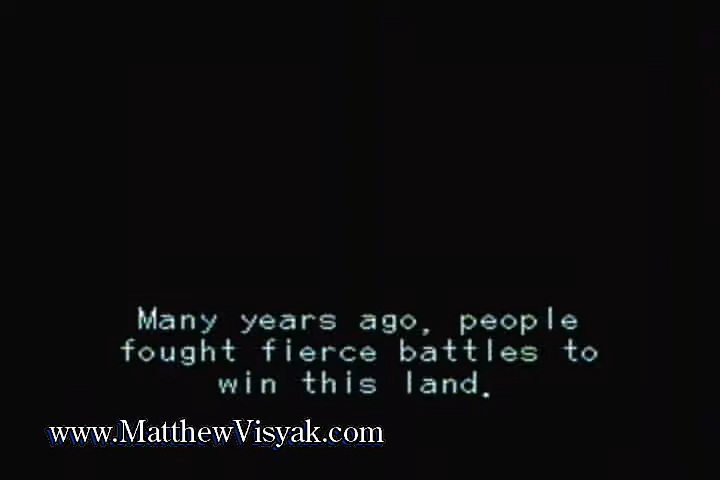 Many years ago, people
fought fierce battles to
win this land.
www.MatthewVisyak.com